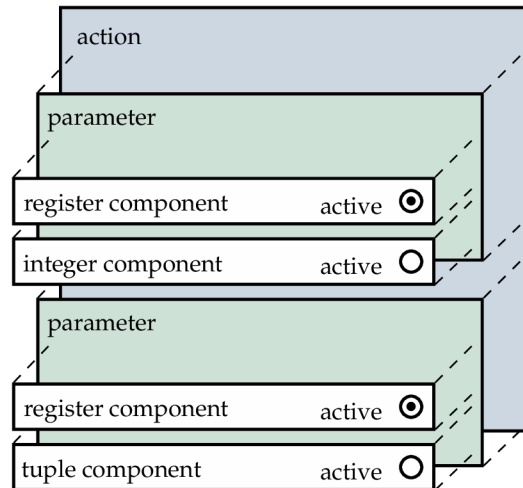 action
parameter
register component active
integer component active
parameter
register component active
tuple component active